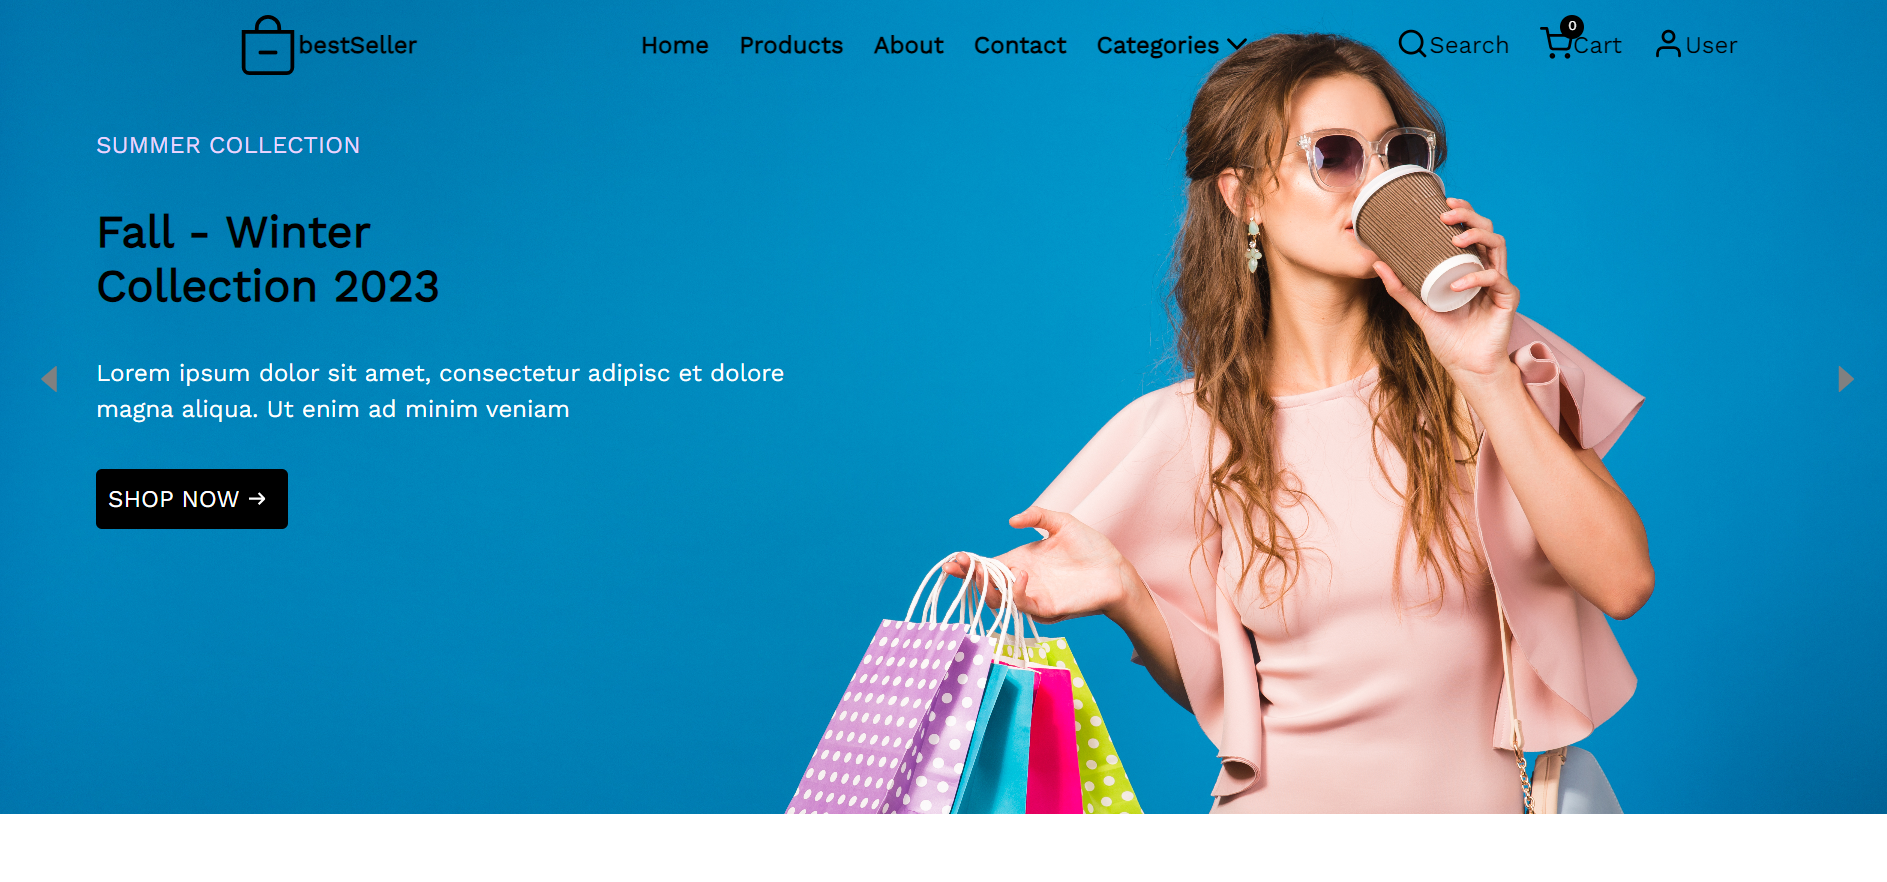 bestSeller
Home Products About Contact Categories
Search
0
Cart
User
SUMMER COLLECTION
Fall - Winter
Collection 2023
Lorem ipsum dolor sit amet, consectetur adipisc et dolore
magna aliqua. Ut enim ad minim veniam
SHOP NOW →